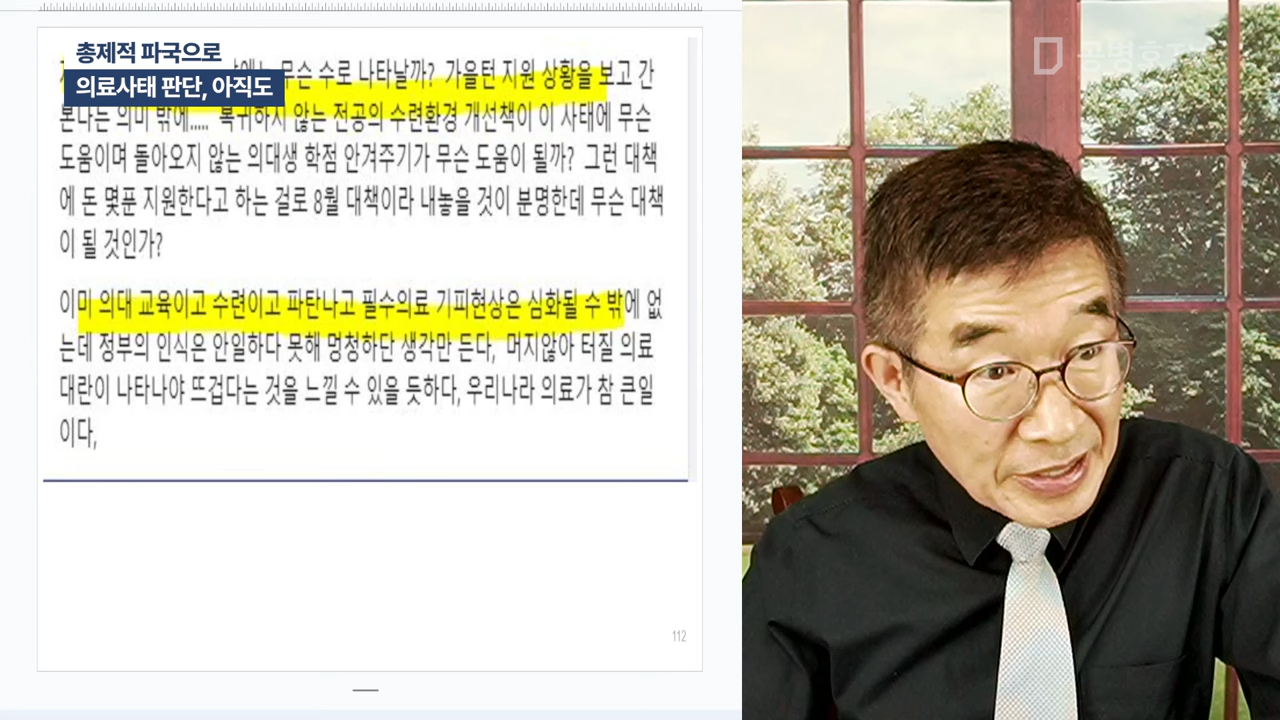 총체적 파국으로
의료사태 판단, 아직도
무슨 수로 나타날까? 가을턴 지원 상황을 보고 간
본다는 의미 밖에..... 복귀하지 않는 전공의 수련환경 개선책이 이 사태에 무슨
도움이며 돌아오지 않는 의대생 학점 안겨주기가 무슨 도움이 될까? 그런 대책
에 돈 몇푼 지원한다고 하는 걸로 8월 대책이라 내놓을 것이 분명한데 무슨 대책
이 될 것인가?
이미 의대 교육이고 수련이고 파탄나고 필수의료 기피현상은 심화될 수 밖에 없
는데 정부의 인식은 안일하다 못해 멍청하단 생각만 든다, 머지않아 터질 의료
대란이 나타나야 뜨겁다는 것을 느낄 수 있을 듯하다, 우리나라 의료가 참 큰일
이다,
112